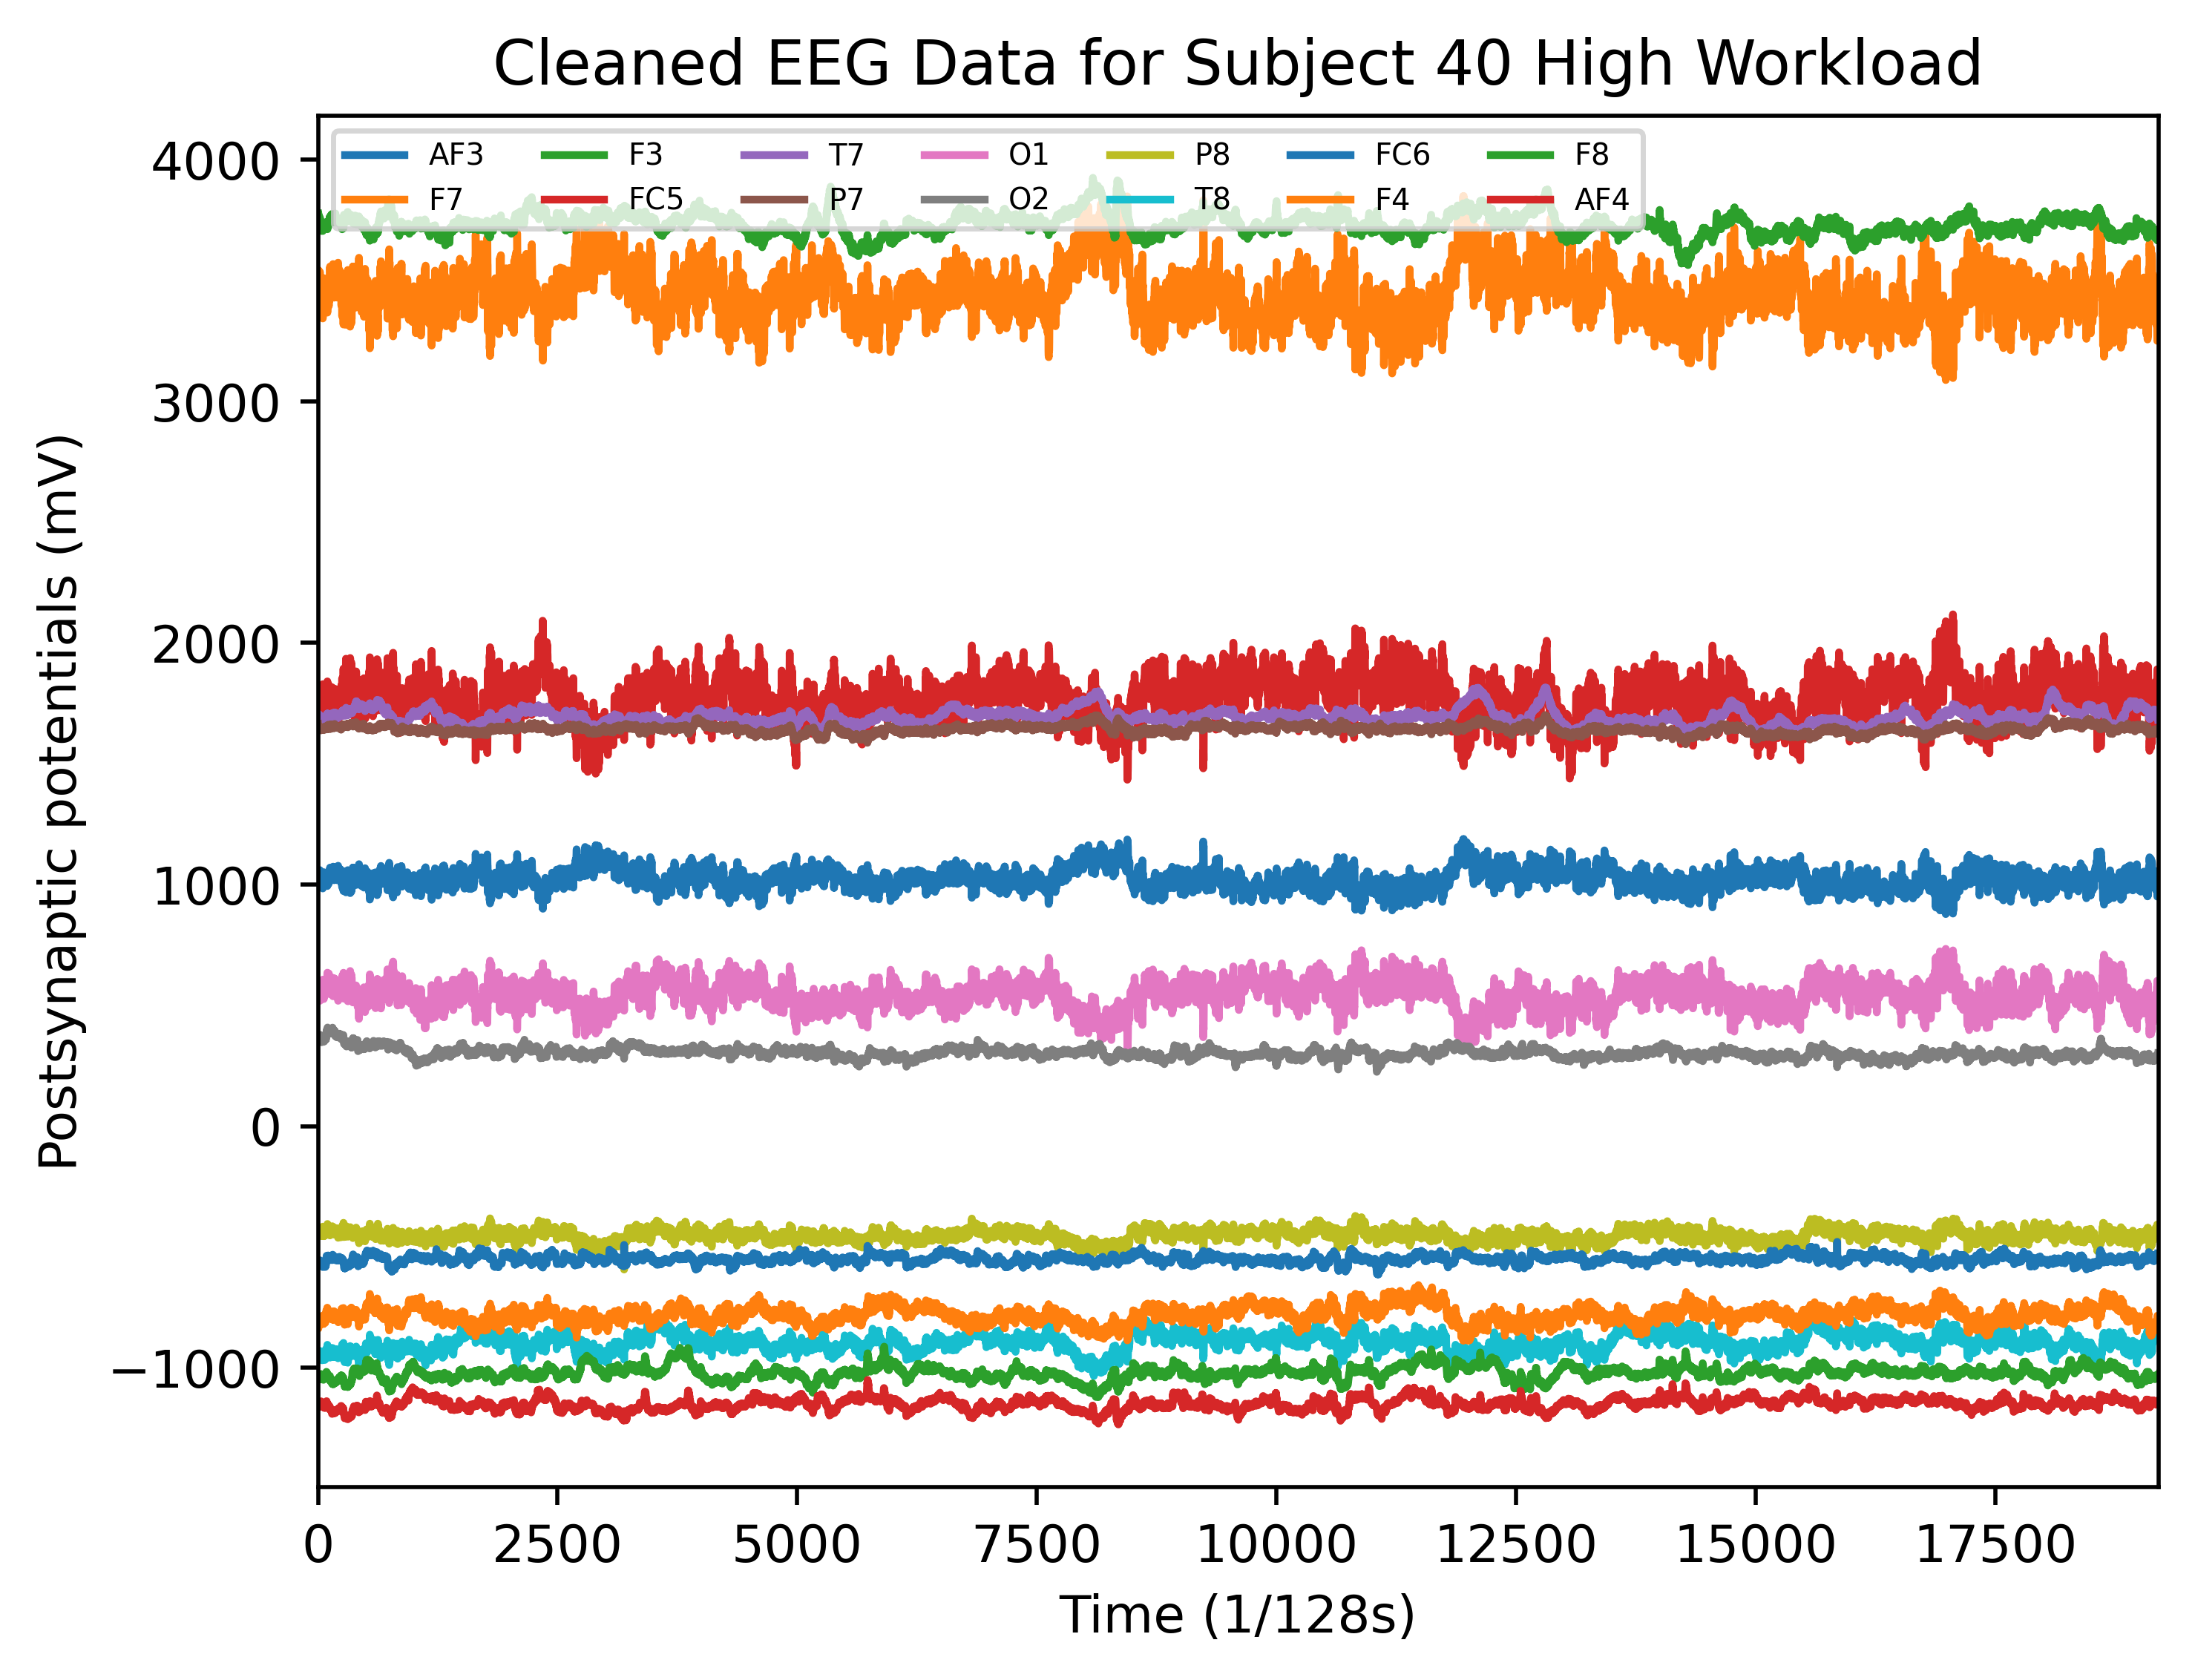 Cleaned EEG Data for Subject 40 High Workload
AF3 F3 T7 O1 P8 FC6 F8
F7 FC5 P7 O2 T8 F4 AF4
4000
3000
2000
1000
0
−1000
Postsynaptic potentials (mV)
0 2500 5000 7500 10000 12500 15000 17500
Time (1/128s)